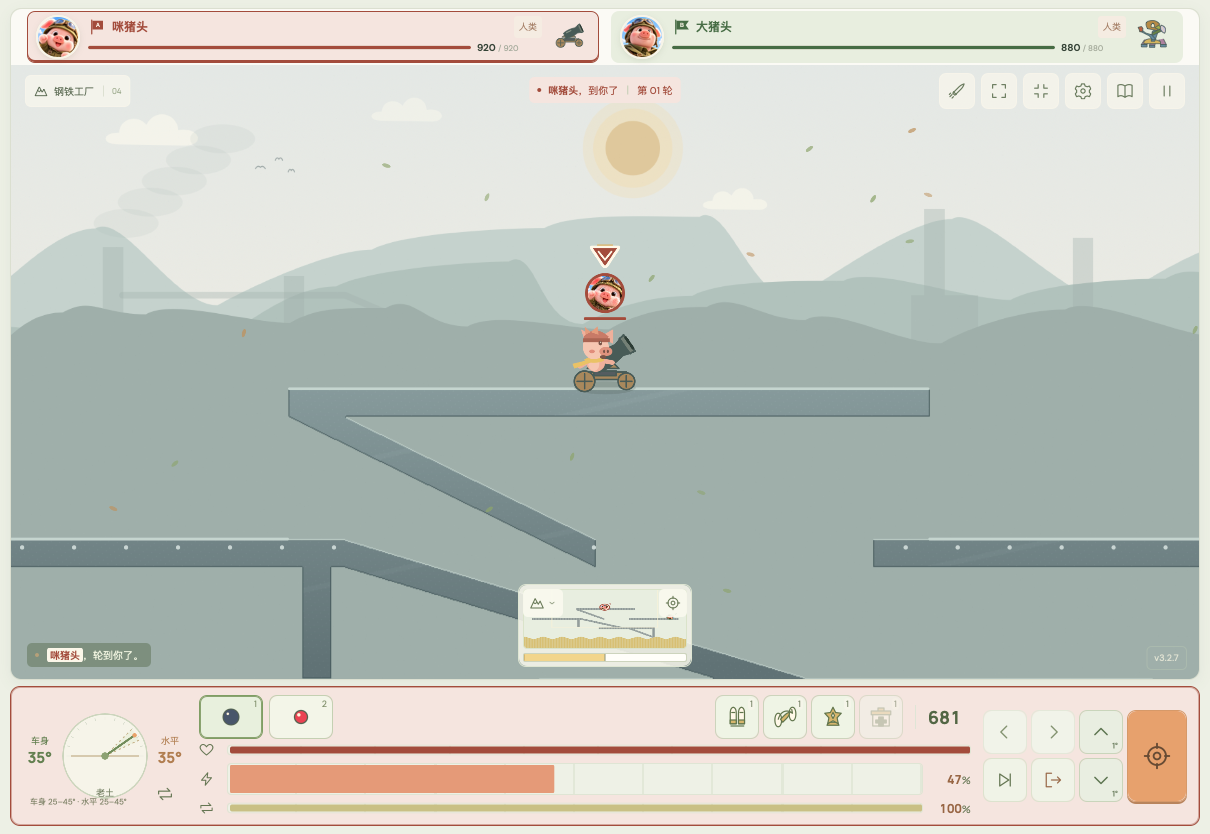 咪猪头
人类
920 / 920
大猪头
人类
880 / 880
钢铁工厂 04
咪猪头，到你了 第 01 轮
咪猪头，轮到你了。
v3.2.7
1
2
1
1
1
1
681
车身
35°
水平
35°
老土
车身 25–45° · 水平 25–45°
47%
100%
1°
1°